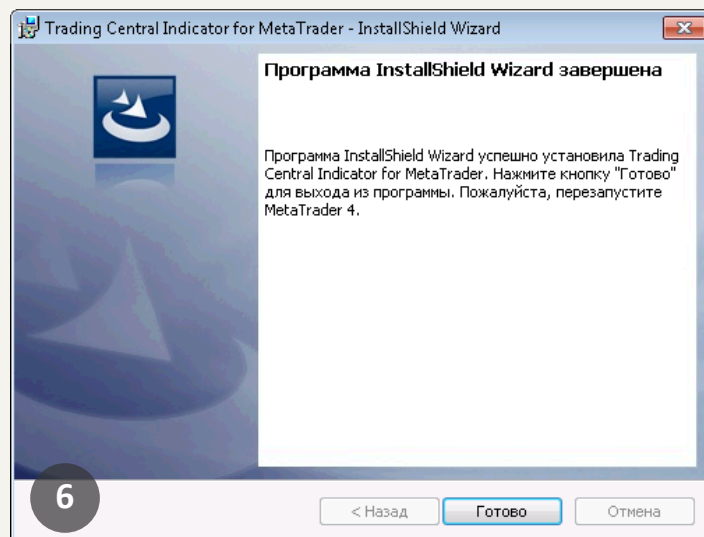 Trading Central Indicator for MetaTrader - InstallShield Wizard
Программа InstallShield Wizard завершена
Программа InstallShield Wizard успешно установила Trading
Central Indicator for MetaTrader. Нажмите кнопку "Готово"
для выхода из программы. Пожалуйста, перезапустите
MetaTrader 4.
6
< Назад
Готово
Отмена